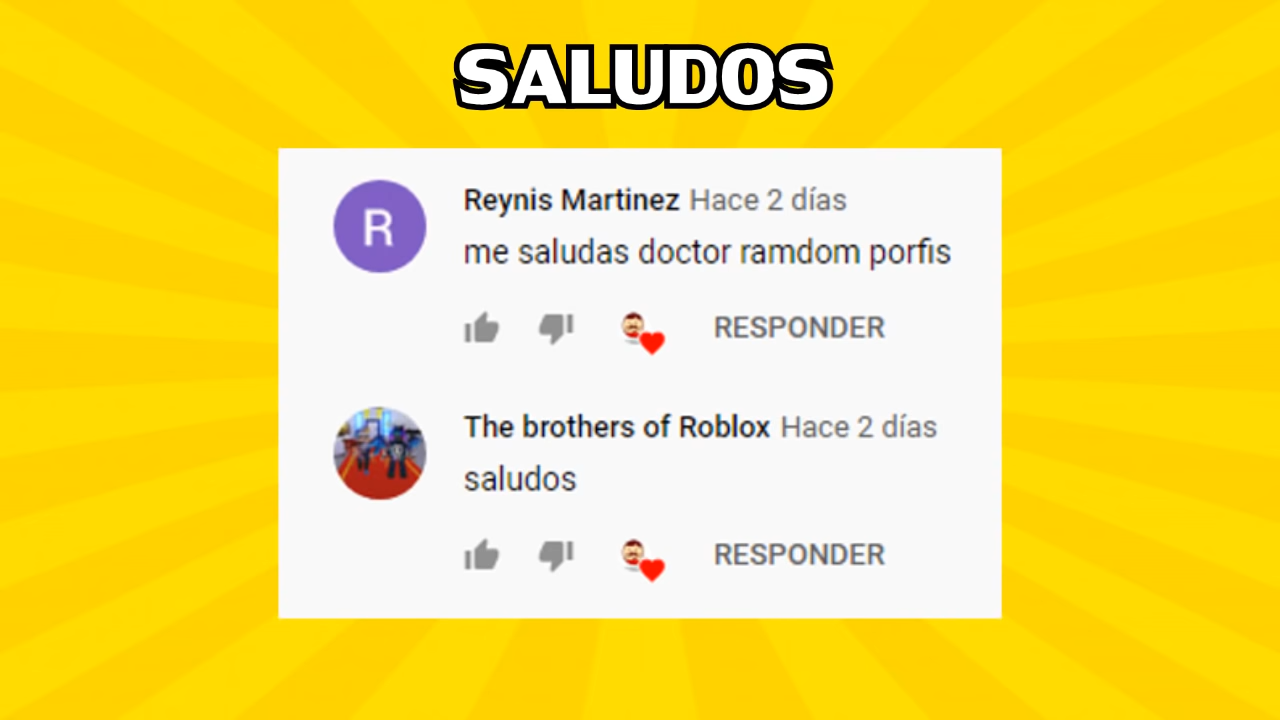 SALUDOS
R
Reynis Martinez Hace 2 días
me saludas doctor ramdom porfis
RESPONDER
The brothers of Roblox Hace 2 días
saludos
RESPONDER